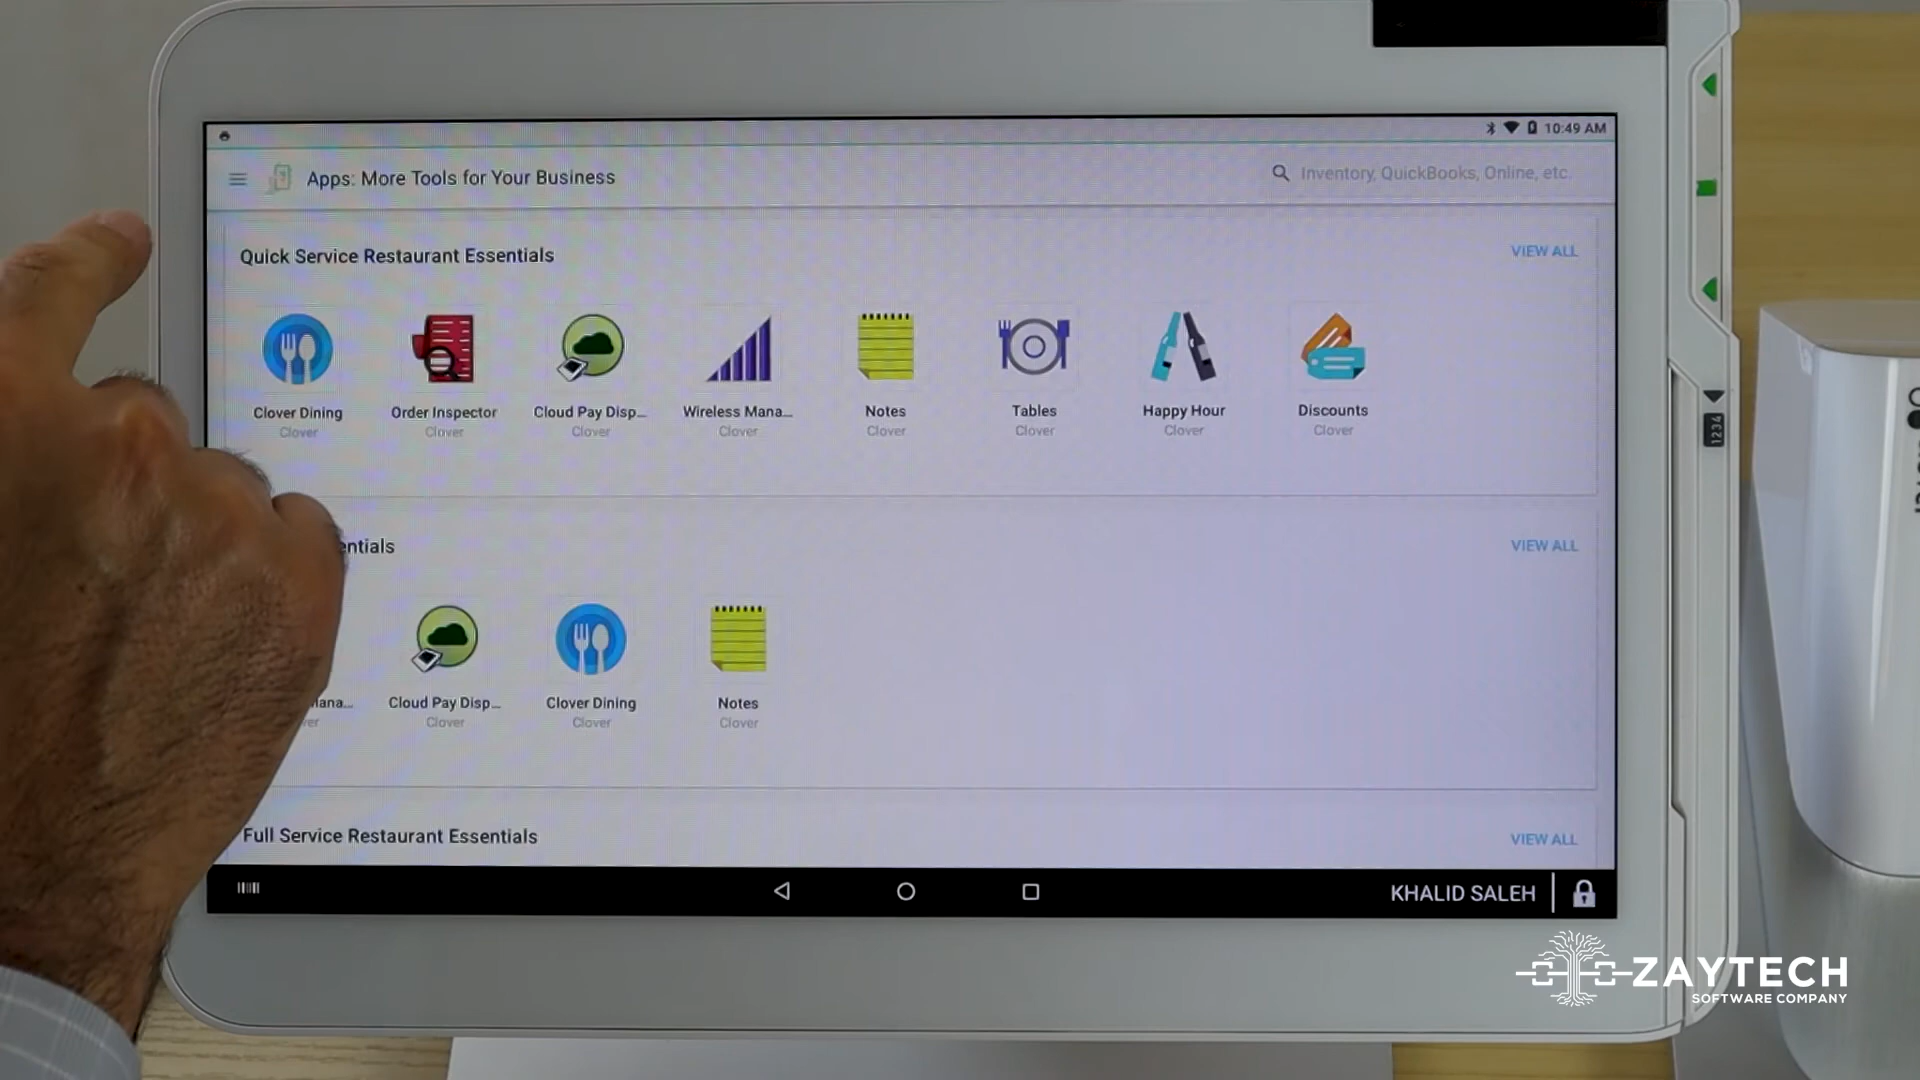 10:49 AM
Apps: More Tools for Your Business
Inventory, QuickBooks, Online, etc.
Quick Service Restaurant Essentials
VIEW ALL
Clover Dining
Clover
Order Inspector
Clover
Cloud Pay Disp...
Clover
Wireless Mana...
Clover
Notes
Clover
Tables
Clover
Happy Hour
Clover
Discounts
Clover
entials
VIEW ALL
Mana...
ver
Cloud Pay Disp...
Clover
Clover Dining
Clover
Notes
Clover
Full Service Restaurant Essentials
VIEW ALL
KHALID SALEH
1234
ZAYTECH
SOFTWARE COMPANY